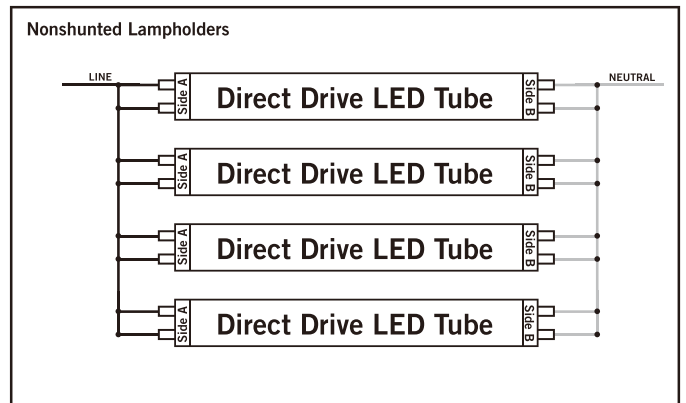 Nonshunted Lampholders
LINE
NEUTRAL
Side A
Direct Drive LED Tube
Side B
Side A
Direct Drive LED Tube
Side B
Side A
Direct Drive LED Tube
Side B
Side A
Direct Drive LED Tube
Side B